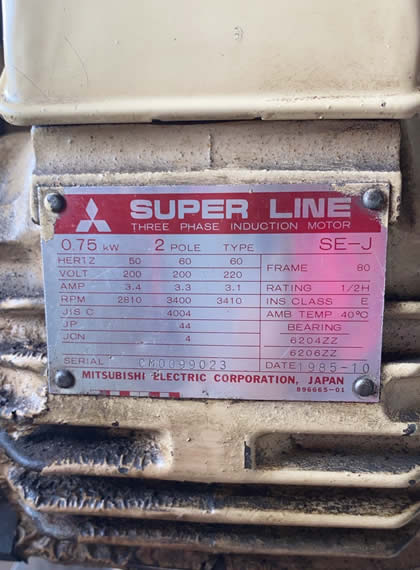 SUPER LINE
THREE PHASE INDUCTION MOTOR
0.75 kW 2 POLE TYPE SE-J
HERTZ 50 60 60
VOLT 200 200 220
AMP 3.4 3.3 3.1
RPM 2810 3400 3410
JIS C 4004
JP 44
JCN 4
SERIAL CM0099023
FRAME 80
RATING 1/2H
INS CLASS E
AMB TEMP 40°C
BEARING
6204ZZ
6206ZZ
DATE 1985-10
MITSUBISHI ELECTRIC CORPORATION, JAPAN
896665-01